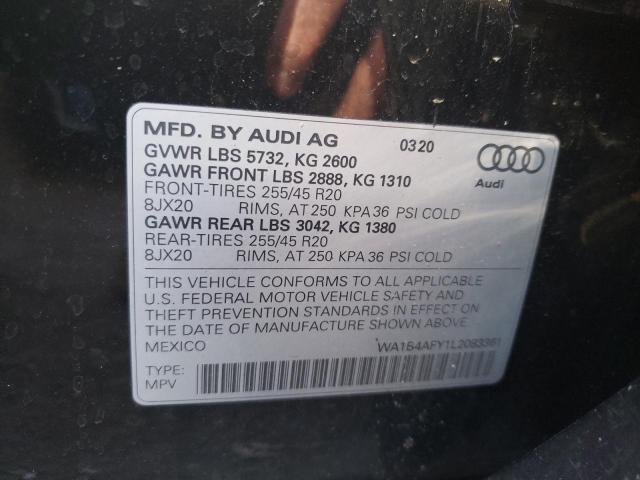 MFD. BY AUDI AG 03 20
GVWR LBS 5732, KG 2600
GAWR FRONT LBS 2888, KG 1310
FRONT-TIRES 255/45 R20
8JX20 RIMS, AT 250 KPA 36 PSI COLD
GAWR REAR LBS 3042, KG 1380
REAR-TIRES 255/45 R20
8JX20 RIMS, AT 250 KPA 36 PSI COLD
Audi
THIS VEHICLE CONFORMS TO ALL APPLICABLE
U.S. FEDERAL MOTOR VEHICLE SAFETY AND
THEFT PREVENTION STANDARDS IN EFFECT ON
THE DATE OF MANUFACTURE SHOWN ABOVE.
MEXICO WA1B4AFY1L2083361
TYPE:
MPV